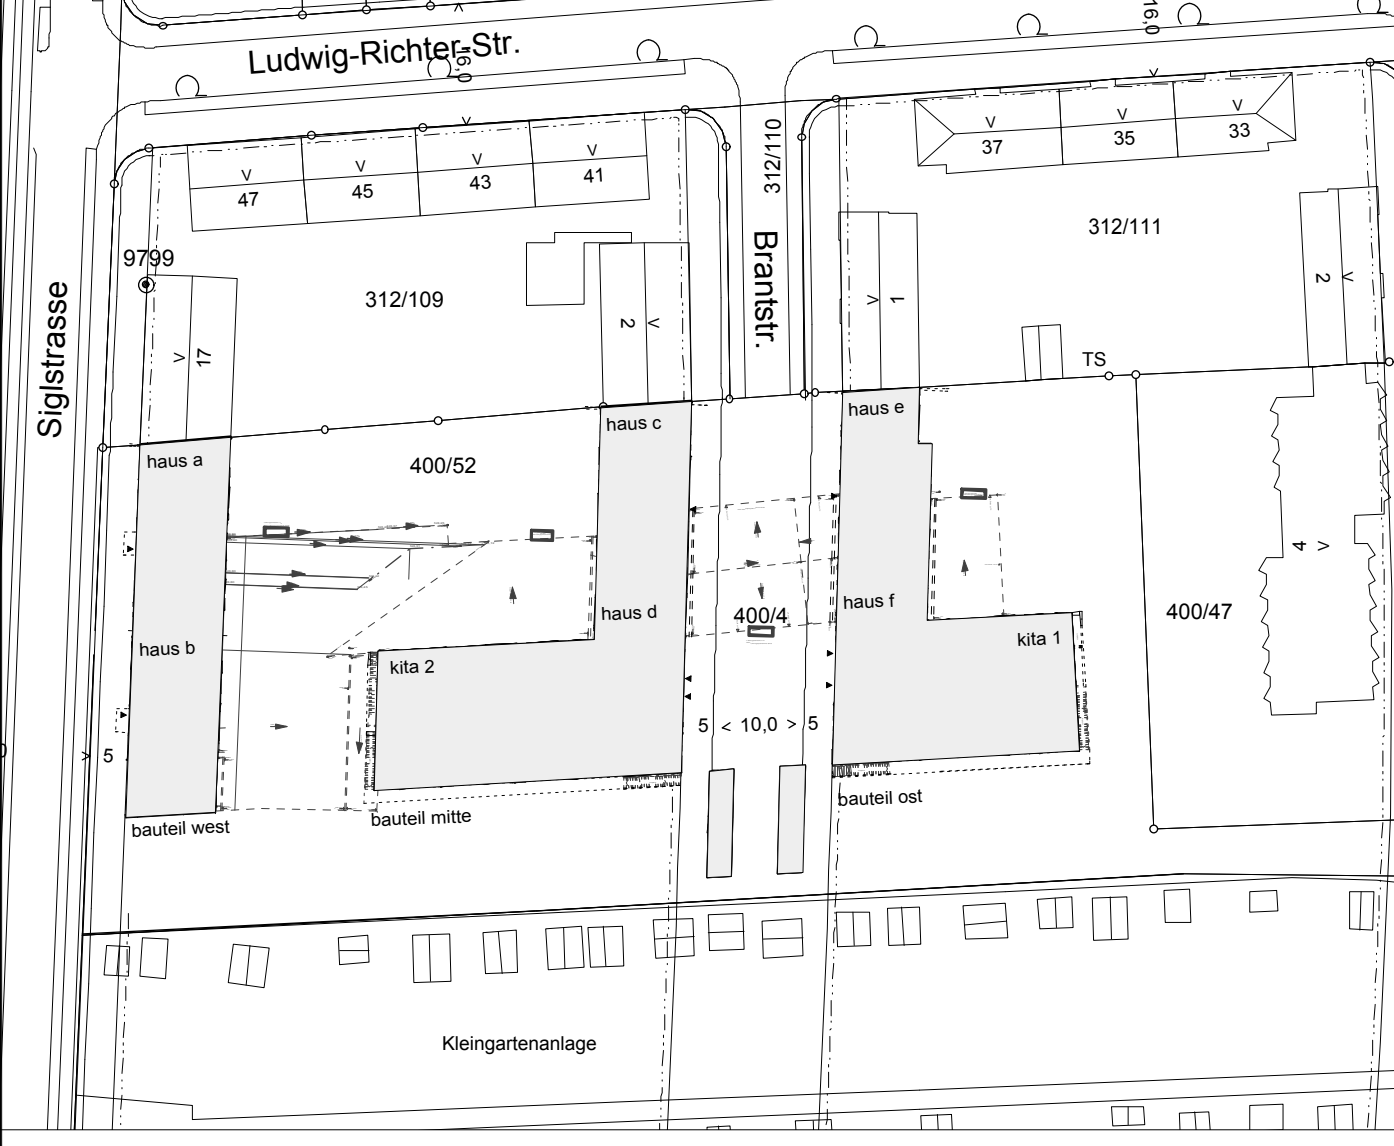 Ludwig-Richter-Str.
16,0
16,0
312/110
47
V
45
V
43
V
41
V
37
V
35
V
33
V
312/111
9799
312/109
Siglstrasse
Brantstr.
V
17
2
V
V
1
2
V
TS
haus a
haus c
haus e
400/52
4
V
haus d
haus f
400/4
400/47
haus b
kita 2
kita 1
5 < 10,0 > 5
> 5
bauteil west
bauteil mitte
bauteil ost
Kleingartenanlage